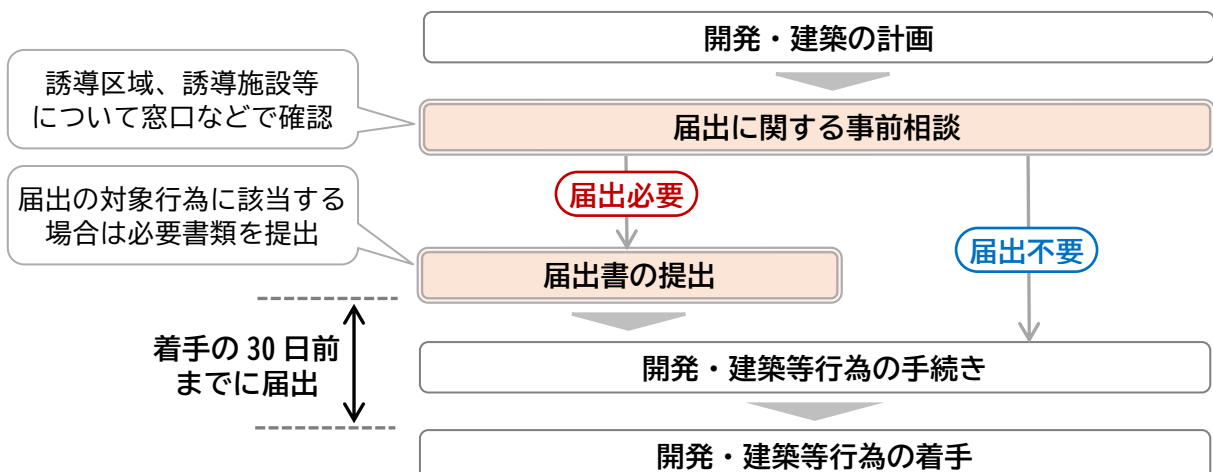 開発・建築の計画
誘導区域、誘導施設等
について窓口などで確認
届出に関する事前相談
届出の対象行為に該当する
場合は必要書類を提出
届出必要
届出不要
届出書の提出
着手の 30 日前
までに届出
開発・建築等行為の手続き
開発・建築等行為の着手